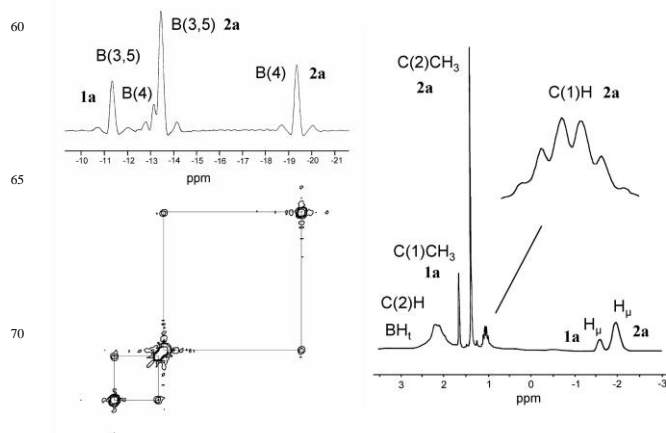 60
B(3,5) 2a
B(3,5)
1a
B(4)
B(4) 2a
-10 -11 -12 -13 -14 -15 -16 -17 -18 -19 -20 -21
ppm
65
70
C(2)CH₃
2a
C(1)H 2a
C(1)CH₃
1a
C(2)H
BHₜ
Hμ
1a
Hμ
2a
3 2 1 0 -1 -2 -3
ppm